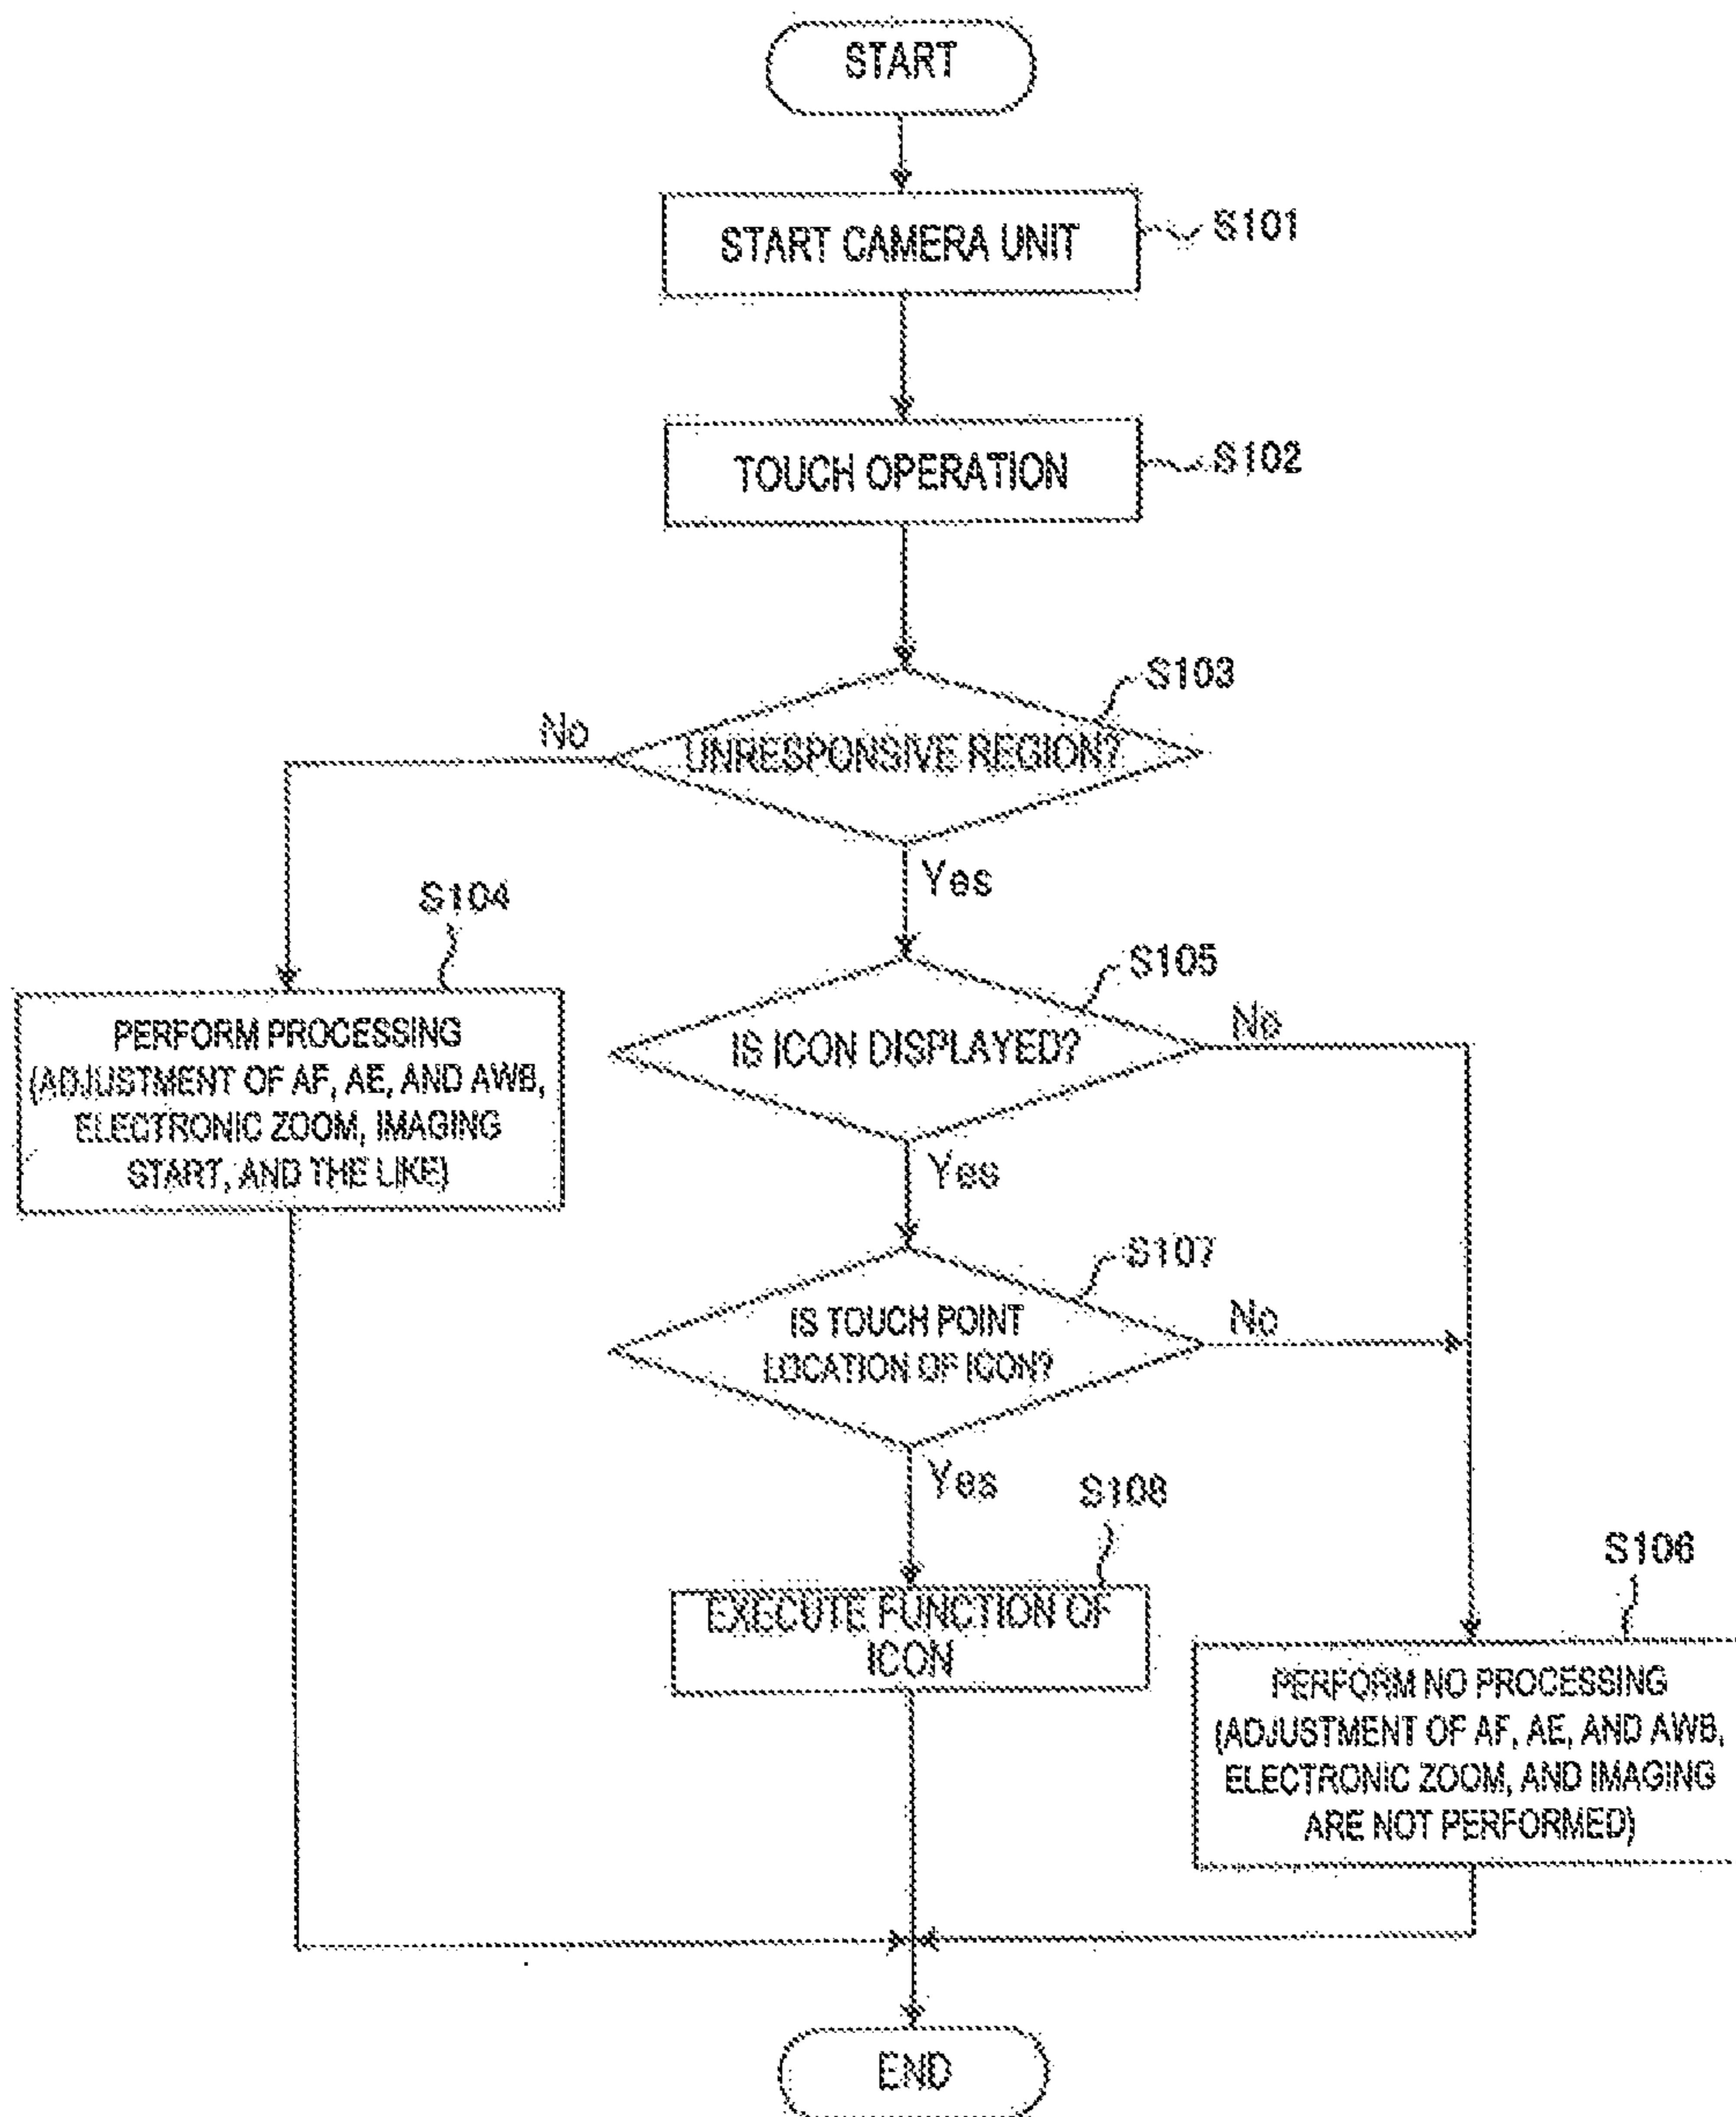 START
START CAMERA UNIT
S101
TOUCH OPERATION
S102
S103
UNRESPONSIVE REGION?
No
Yes
S104
PERFORM PROCESSING
(ADJUSTMENT OF AF, AE, AND AWB,
ELECTRONIC ZOOM, IMAGING
START, AND THE LIKE)
S105
IS ICON DISPLAYED?
No
Yes
S107
IS TOUCH POINT
LOCATION OF ICON?
No
Yes
S108
EXECUTE FUNCTION OF
ICON
S106
PERFORM NO PROCESSING
(ADJUSTMENT OF AF, AE, AND AWB,
ELECTRONIC ZOOM, AND IMAGING
ARE NOT PERFORMED)
END